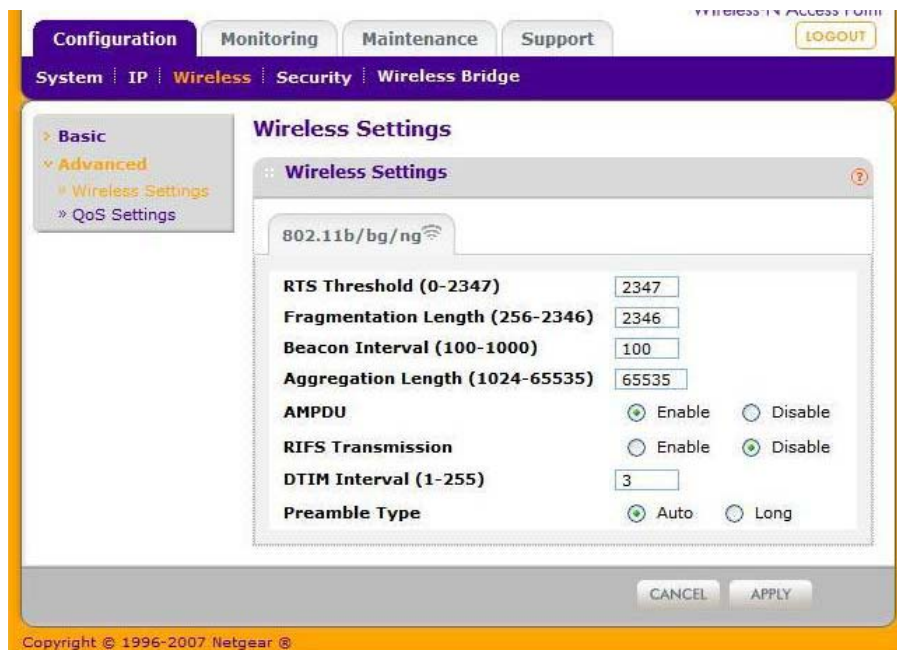 Wireless-N Access Point
Configuration Monitoring Maintenance Support LOGOUT
System IP Wireless Security Wireless Bridge
Basic
Advanced
» Wireless Settings
» QoS Settings
Wireless Settings
Wireless Settings ?
802.11b/bg/ng
RTS Threshold (0-2347) 2347
Fragmentation Length (256-2346) 2346
Beacon Interval (100-1000) 100
Aggregation Length (1024-65535) 65535
AMPDU Enable Disable
RIFS Transmission Enable Disable
DTIM Interval (1-255) 3
Preamble Type Auto Long
CANCEL APPLY
Copyright © 1996-2007 Netgear ®